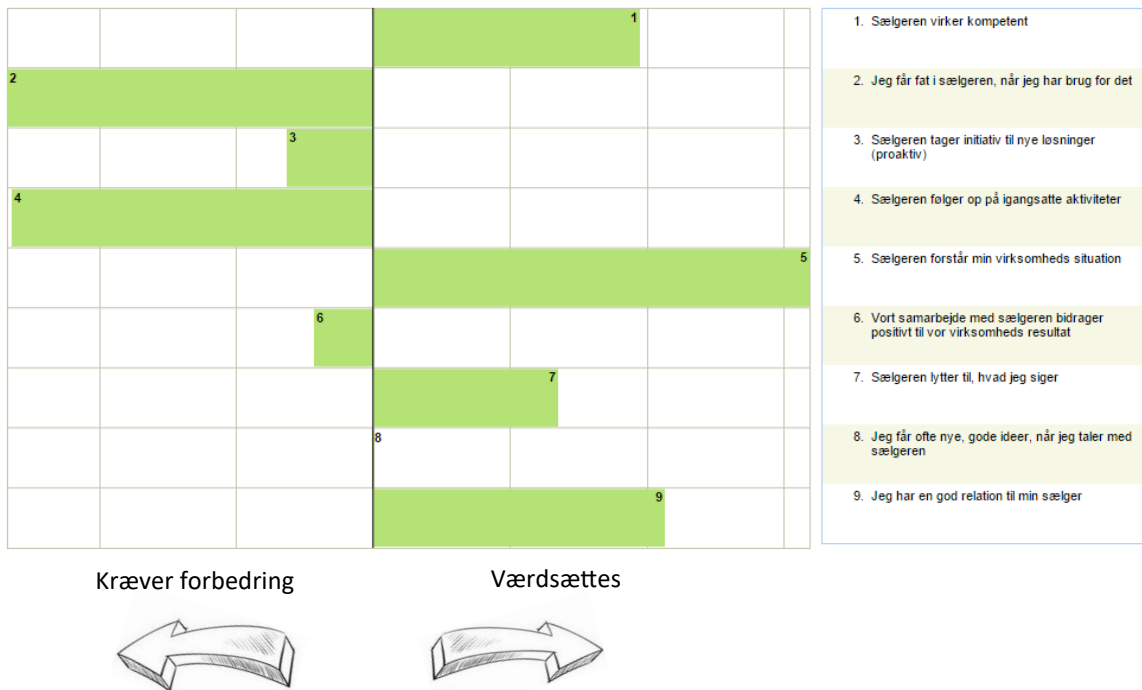 1
1. Sælgeren virker kompetent
2
2. Jeg får fat i sælgeren, når jeg har brug for det
3
3. Sælgeren tager initiativ til nye løsninger
(proaktiv)
4
4. Sælgeren følger op på igangsatte aktiviteter
5
5. Sælgeren forstår min virksomheds situation
6
6. Vort samarbejde med sælgeren bidrager
positivt til vor virksomheds resultat
7
7. Sælgeren lytter til, hvad jeg siger
8
8. Jeg får ofte nye, gode ideer, når jeg taler med
sælgeren
9
9. Jeg har en god relation til min sælger
Kræver forbedring
Værdsættes